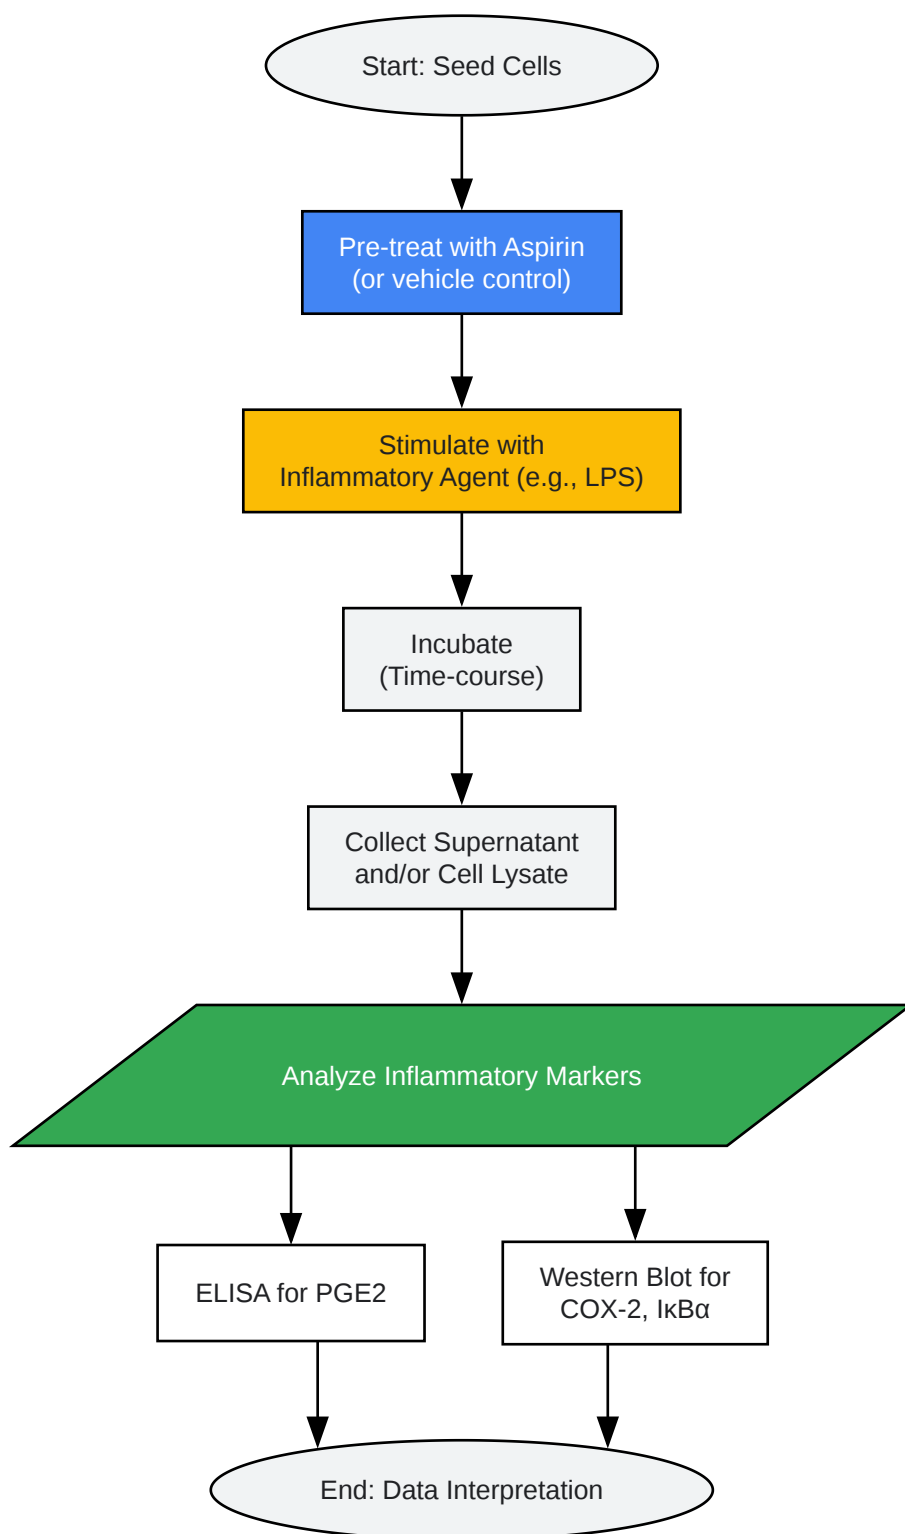 Start: Seed Cells
Pre-treat with Aspirin
(or vehicle control)
Stimulate with
Inflammatory Agent (e.g., LPS)
Incubate
(Time-course)
Collect Supernatant
and/or Cell Lysate
Analyze Inflammatory Markers
ELISA for PGE2
Western Blot for
COX-2, IκBα
End: Data Interpretation